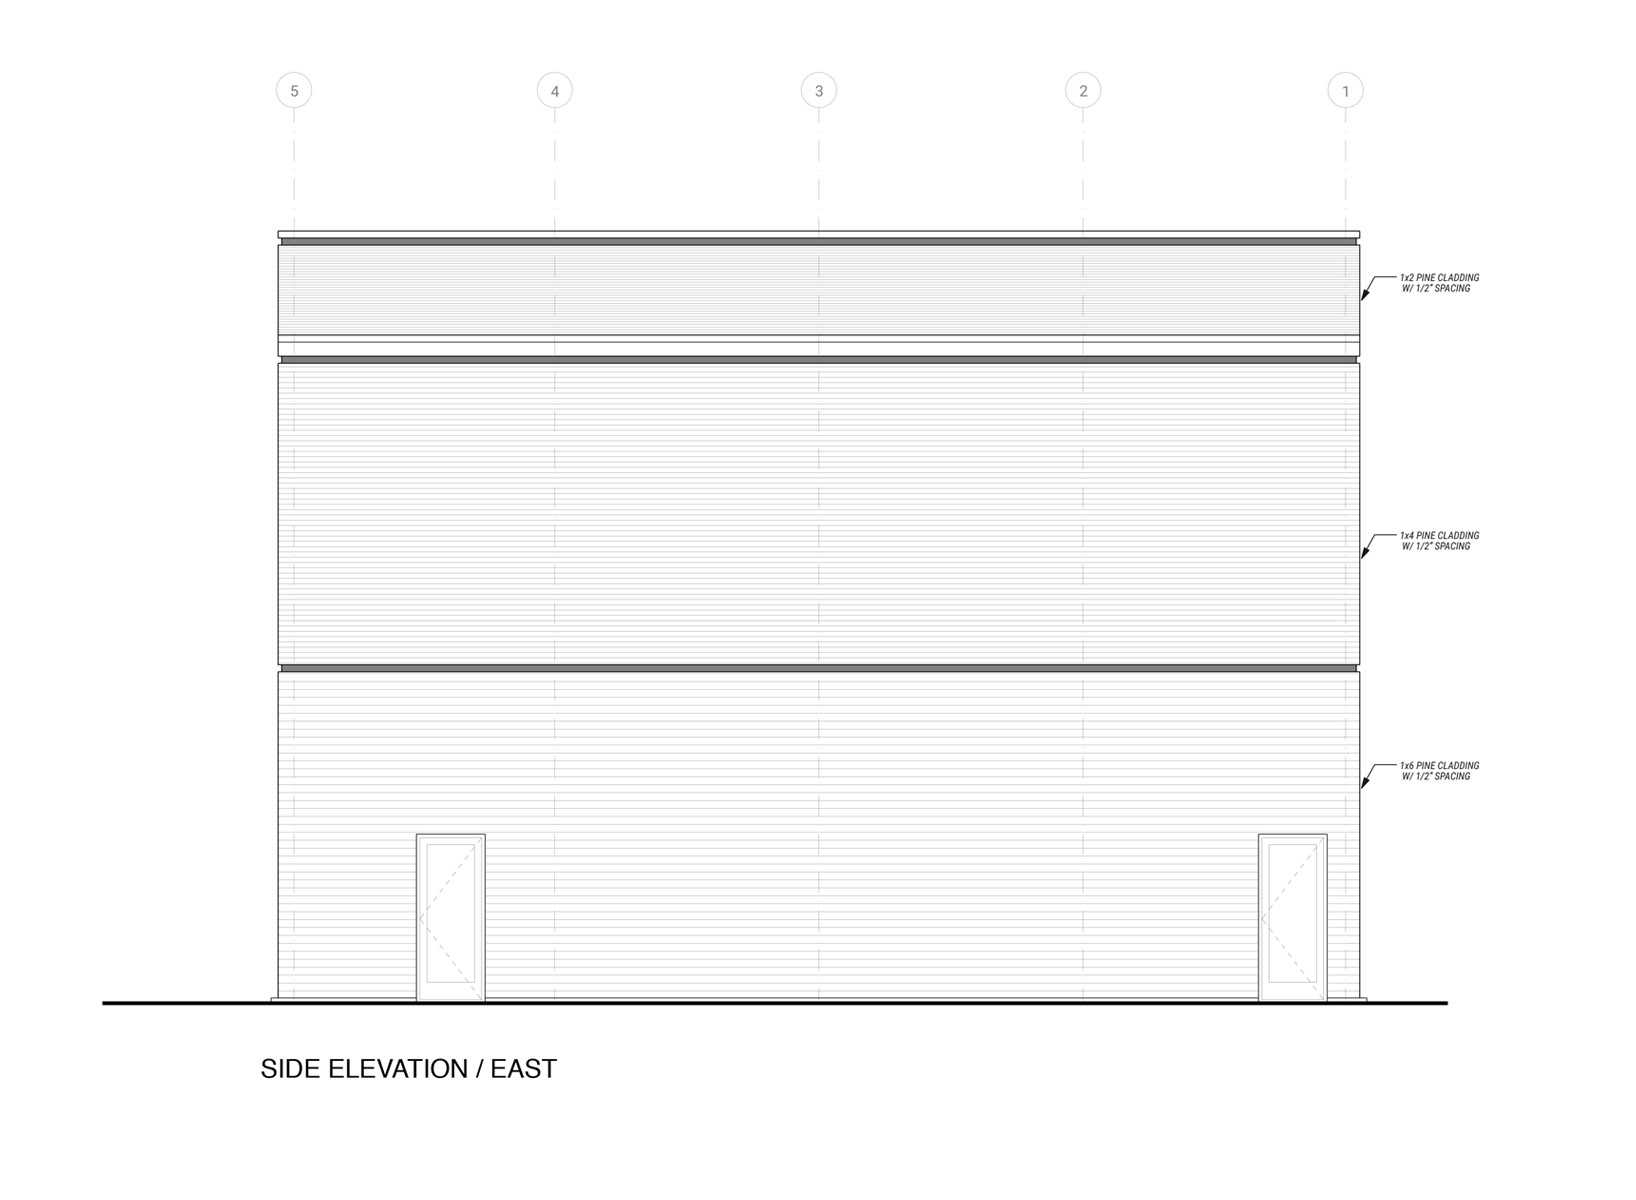 5 4 3 2 1
1x2 PINE CLADDING
W/ 1/2" SPACING
1x4 PINE CLADDING
W/ 1/2" SPACING
1x6 PINE CLADDING
W/ 1/2" SPACING
SIDE ELEVATION / EAST